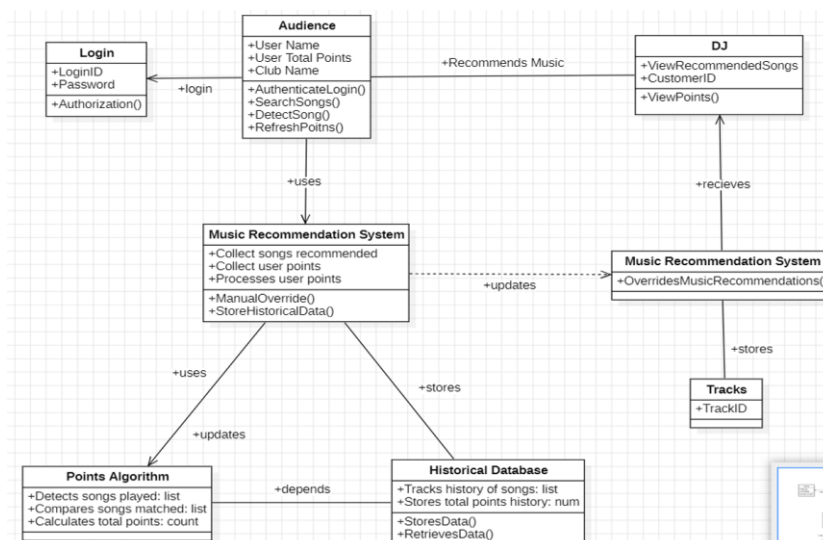 Audience
+User Name
+User Total Points
+Club Name
+AuthenticateLogin()
+SearchSongs()
+DetectSong()
+RefreshPoitns()
Login
+LoginID
+Password
+Authorization()
+login
+Recommends Music
DJ
+ViewRecommendedSongs
+CustomerID
+ViewPoints()
+uses
+recieves
Music Recommendation System
+Collect songs recommended
+Collect user points
+Processes user points
+ManualOverride()
+StoreHistoricalData()
+updates
Music Recommendation System
+OverridesMusicRecommendations(
+stores
Tracks
+TrackID
+uses
+updates
+stores
Points Algorithm
+Detects songs played: list
+Compares songs matched: list
+Calculates total points: count
+depends
Historical Database
+Tracks history of songs: list
+Stores total points history: num
+StoresData()
+RetrievesData()